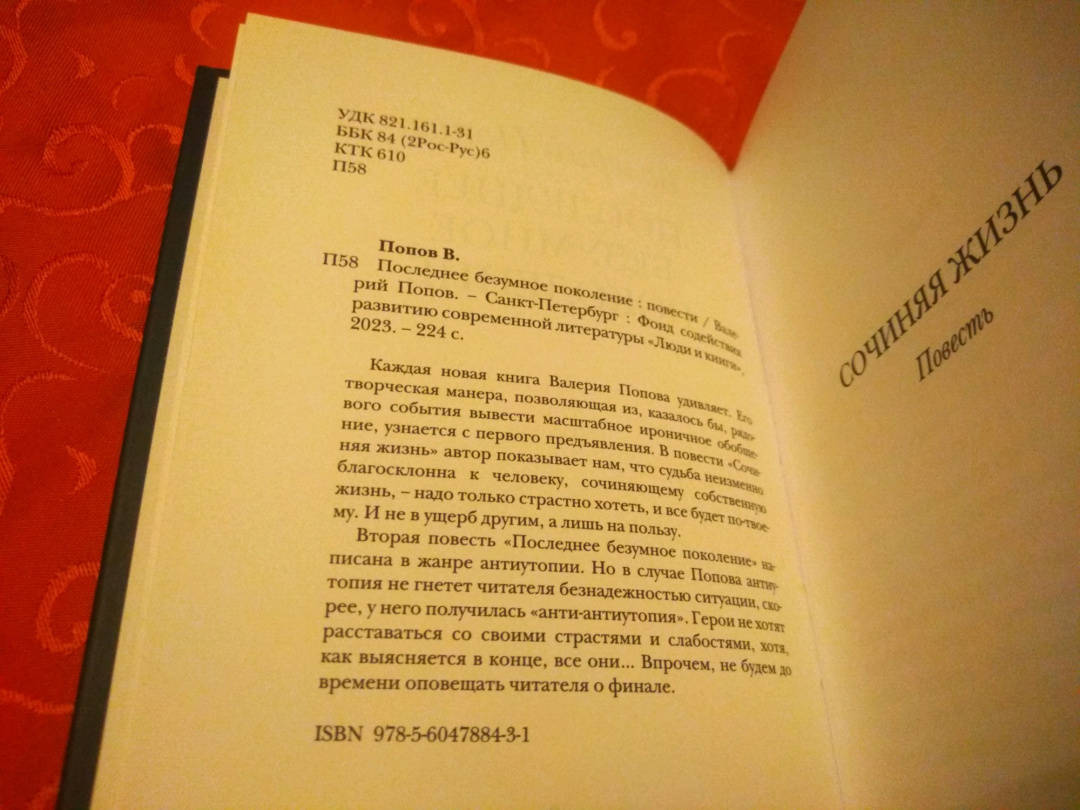 УДК 821.161.1-31
ББК 84 (2Рос-Рус)6
КТК 610
П58
Попов В.
П58 Последнее безумное поколение : повести / Вале-
рий Попов. – Санкт-Петербург : Фонд содействия
развитию современной литературы «Люди и книги»,
2023. – 224 с.
Каждая новая книга Валерия Попова удивляет. Его
творческая манера, позволяющая из, казалось бы, рядо-
вого события вывести масштабное ироничное обобще-
ние, узнается с первого предъявления. В повести «Сочи-
няя жизнь» автор показывает нам, что судьба неизменно
благосклонна к человеку, сочиняющему собственную
жизнь, – надо только страстно хотеть, и все будет по-твое-
му. И не в ущерб другим, а лишь на пользу.
Вторая повесть «Последнее безумное поколение» на-
писана в жанре антиутопии. Но в случае Попова антиу-
топия не гнетет читателя безнадежностью ситуации, ско-
рее, у него получилась «анти-антиутопия». Герои не хотят
расставаться со своими страстями и слабостями, хотя,
как выясняется в конце, все они... Впрочем, не будем до
времени оповещать читателя о финале.
ISBN 978-5-6047884-3-1
СОЧИНЯЯ ЖИЗНЬ
Повесть